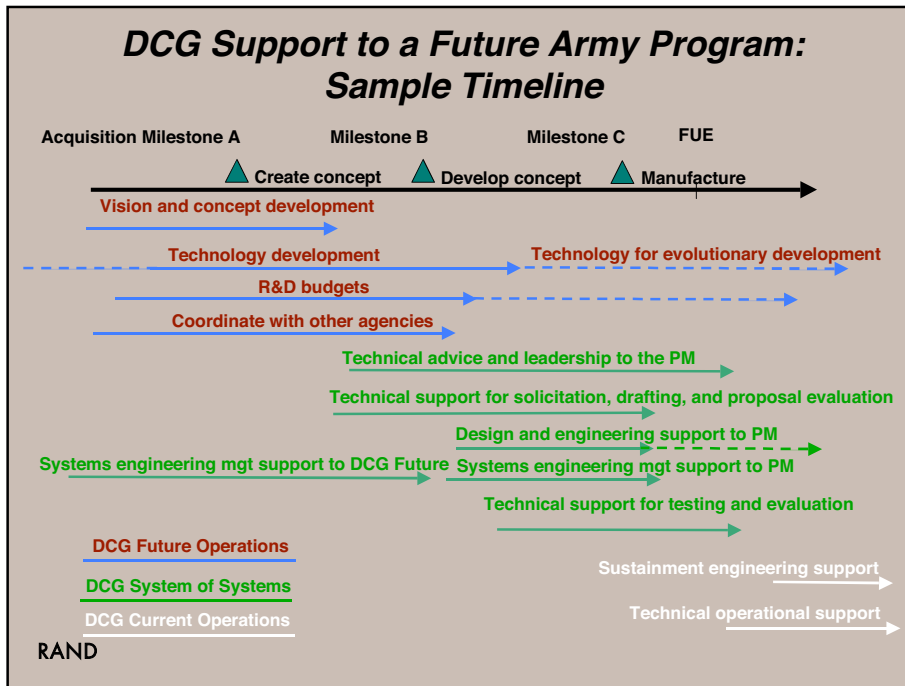 DCG Support to a Future Army Program:
Sample Timeline
Acquisition Milestone A
Milestone B
Milestone C
FUE
Create concept
Develop concept
Manufacture
Vision and concept development
Technology development
Technology for evolutionary development
R&D budgets
Coordinate with other agencies
Technical advice and leadership to the PM
Technical support for solicitation, drafting, and proposal evaluation
Design and engineering support to PM
Systems engineering mgt support to DCG Future
Systems engineering mgt support to PM
Technical support for testing and evaluation
DCG Future Operations
Sustainment engineering support
DCG System of Systems
Technical operational support
DCG Current Operations
RAND